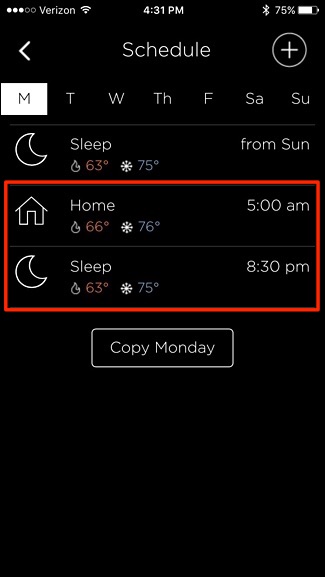 Verizon 4:31 PM 75%
Schedule
M T W Th F Sa Su
Sleep from Sun
63° 75°
Home 5:00 am
66° 76°
Sleep 8:30 pm
63° 75°
Copy Monday